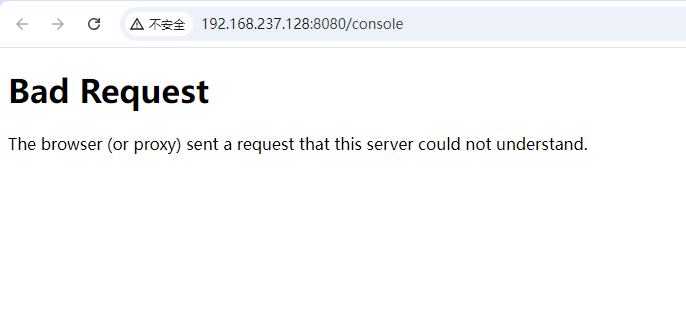 不安全 192.168.237.128:8080/console
Bad Request
The browser (or proxy) sent a request that this server could not understand.